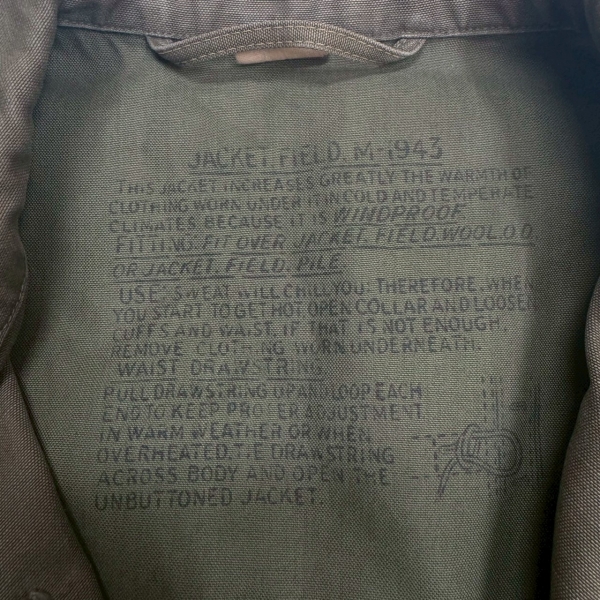 JACKET, FIELD, M-1943
THIS JACKET INCREASES GREATLY THE WARMTH OF
CLOTHING WORN UNDER IT IN COLD AND TEMPERATE
CLIMATES BECAUSE IT IS WINDPROOF
FITTING: FIT OVER JACKET, FIELD, WOOL, O.D.
OR JACKET, FIELD, PILE.
USE: SWEAT WILL CHILL YOU: THEREFORE, WHEN
YOU START TO GET HOT, OPEN COLLAR AND LOOSEN
CUFFS AND WAIST. IF THAT IS NOT ENOUGH,
REMOVE CLOTHING WORN UNDERNEATH.
WAIST DRAWSTRING
PULL DRAWSTRING UP AND LOOP EACH
END TO KEEP PROPER ADJUSTMENT.
IN WARM WEATHER OR WHEN
OVERHEATED, TIE DRAWSTRING
ACROSS BODY AND OPEN THE
UNBUTTONED JACKET.